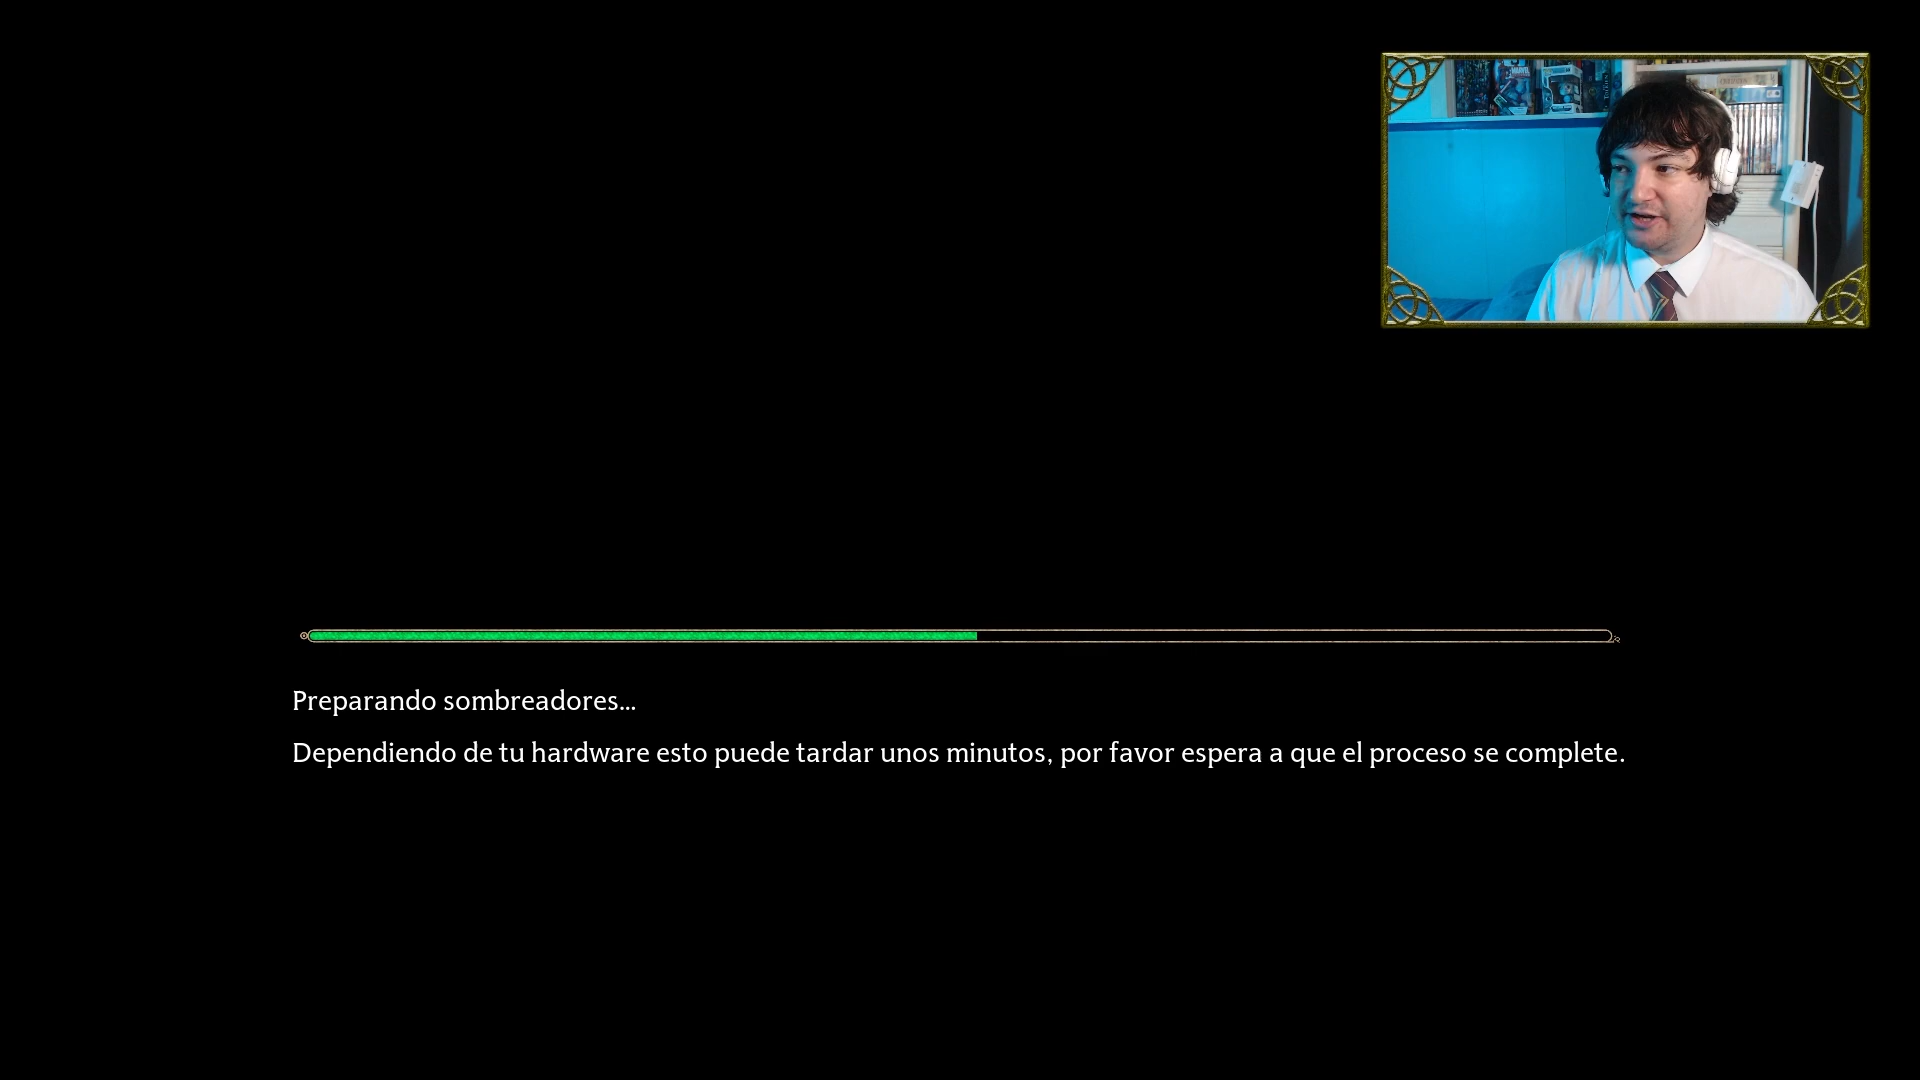 MARVEL
Preparando sombreadores...
Dependiendo de tu hardware esto puede tardar unos minutos, por favor espera a que el proceso se complete.